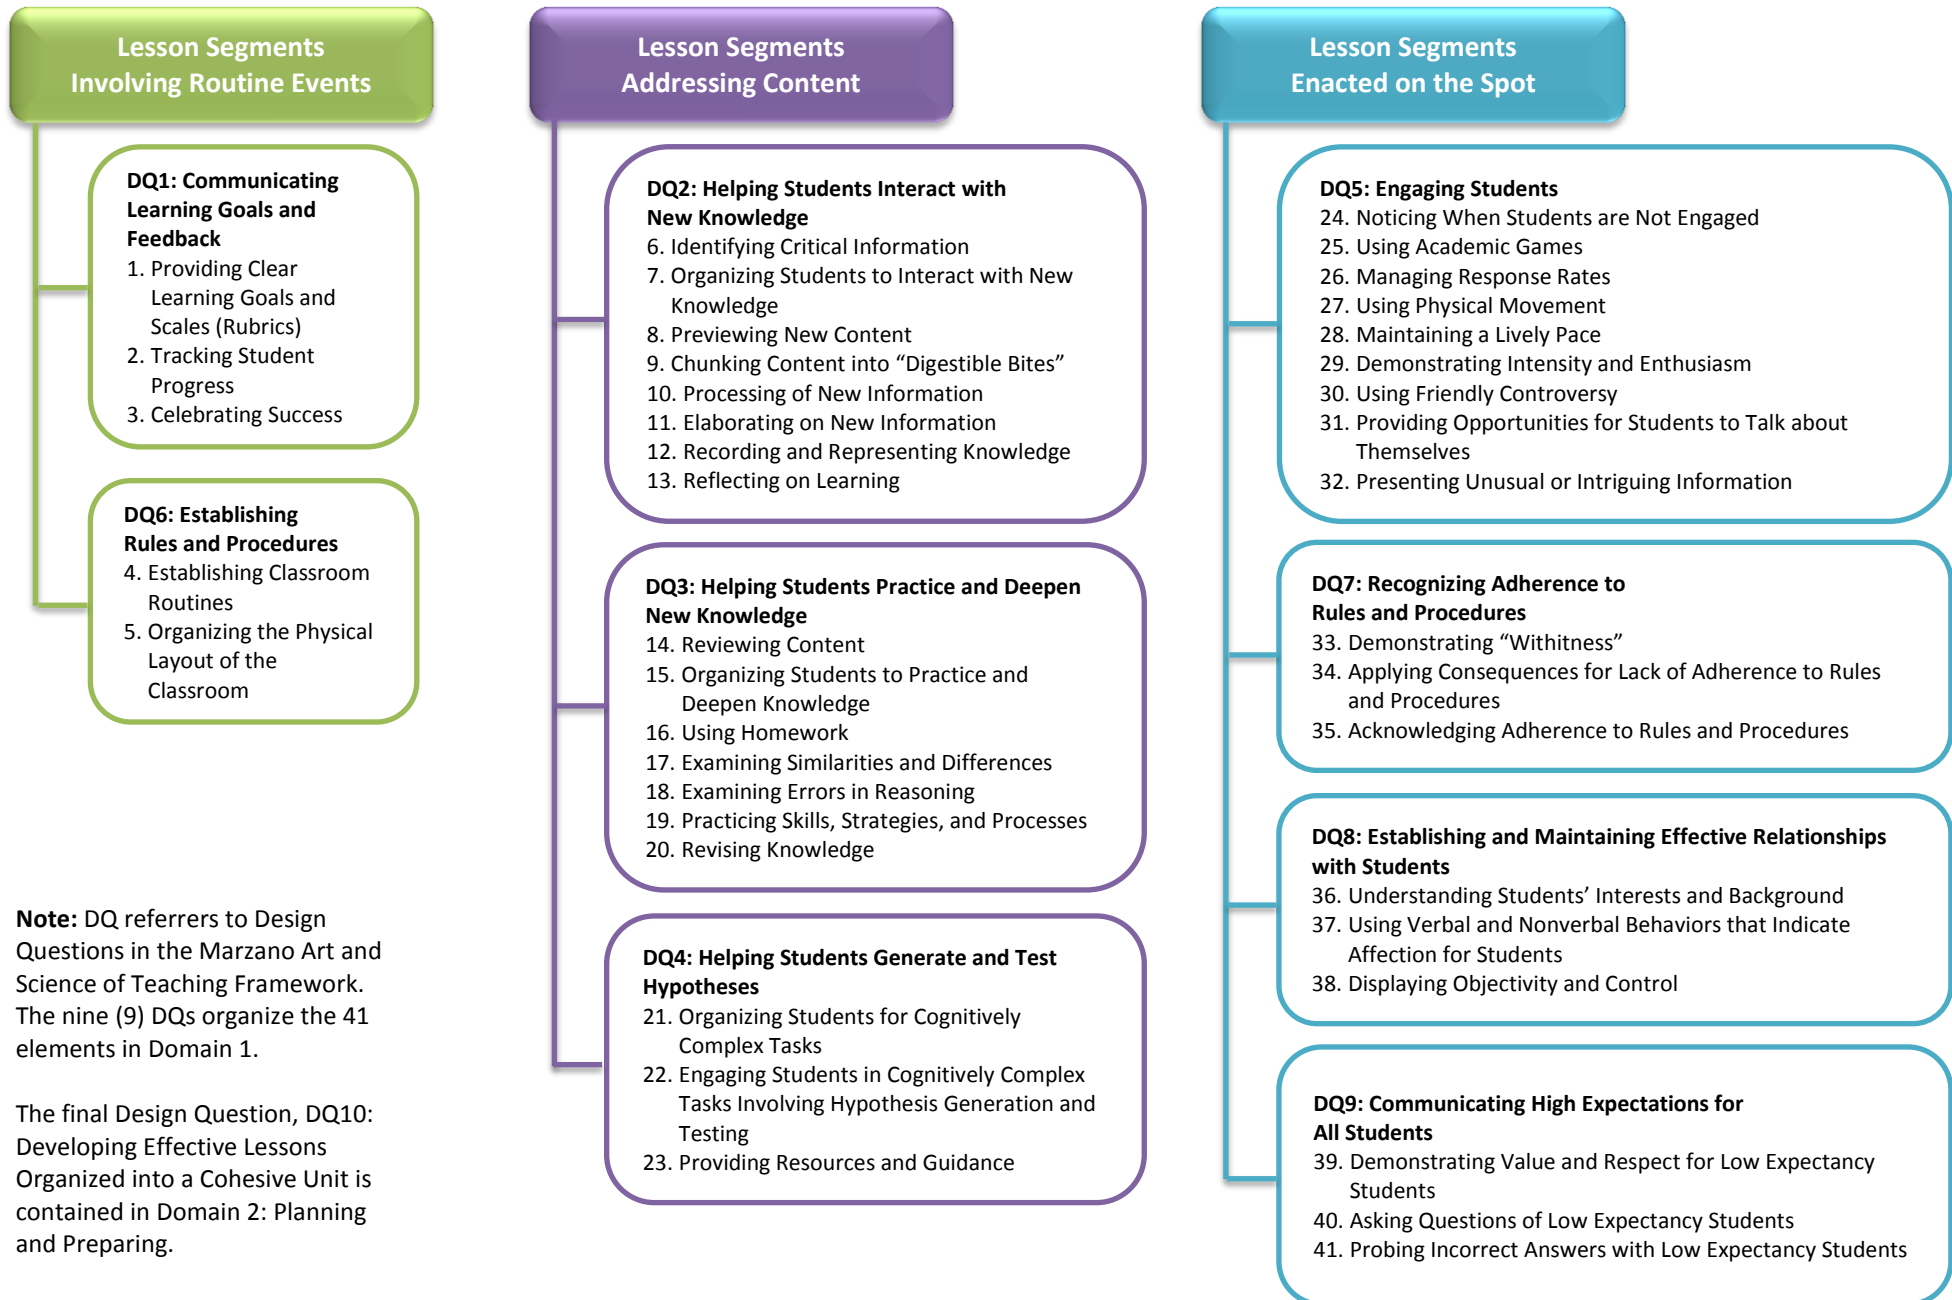 Lesson Segments
Involving Routine Events
DQ1: Communicating
Learning Goals and
Feedback
1. Providing Clear
Learning Goals and
Scales (Rubrics)
2. Tracking Student
Progress
3. Celebrating Success
DQ6: Establishing
Rules and Procedures
4. Establishing Classroom
Routines
5. Organizing the Physical
Layout of the
Classroom
Note: DQ referrers to Design
Questions in the Marzano Art and
Science of Teaching Framework.
The nine (9) DQs organize the 41
elements in Domain 1.
The final Design Question, DQ10:
Developing Effective Lessons
Organized into a Cohesive Unit is
contained in Domain 2: Planning
and Preparing.
Lesson Segments
Addressing Content
DQ2: Helping Students Interact with
New Knowledge
6. Identifying Critical Information
7. Organizing Students to Interact with New
Knowledge
8. Previewing New Content
9. Chunking Content into “Digestible Bites”
10. Processing of New Information
11. Elaborating on New Information
12. Recording and Representing Knowledge
13. Reflecting on Learning
DQ3: Helping Students Practice and Deepen
New Knowledge
14. Reviewing Content
15. Organizing Students to Practice and
Deepen Knowledge
16. Using Homework
17. Examining Similarities and Differences
18. Examining Errors in Reasoning
19. Practicing Skills, Strategies, and Processes
20. Revising Knowledge
DQ4: Helping Students Generate and Test
Hypotheses
21. Organizing Students for Cognitively
Complex Tasks
22. Engaging Students in Cognitively Complex
Tasks Involving Hypothesis Generation and
Testing
23. Providing Resources and Guidance
Lesson Segments
Enacted on the Spot
DQ5: Engaging Students
24. Noticing When Students are Not Engaged
25. Using Academic Games
26. Managing Response Rates
27. Using Physical Movement
28. Maintaining a Lively Pace
29. Demonstrating Intensity and Enthusiasm
30. Using Friendly Controversy
31. Providing Opportunities for Students to Talk about
Themselves
32. Presenting Unusual or Intriguing Information
DQ7: Recognizing Adherence to
Rules and Procedures
33. Demonstrating “Withitness”
34. Applying Consequences for Lack of Adherence to Rules
and Procedures
35. Acknowledging Adherence to Rules and Procedures
DQ8: Establishing and Maintaining Effective Relationships
with Students
36. Understanding Students’ Interests and Background
37. Using Verbal and Nonverbal Behaviors that Indicate
Affection for Students
38. Displaying Objectivity and Control
DQ9: Communicating High Expectations for
All Students
39. Demonstrating Value and Respect for Low Expectancy
Students
40. Asking Questions of Low Expectancy Students
41. Probing Incorrect Answers with Low Expectancy Students